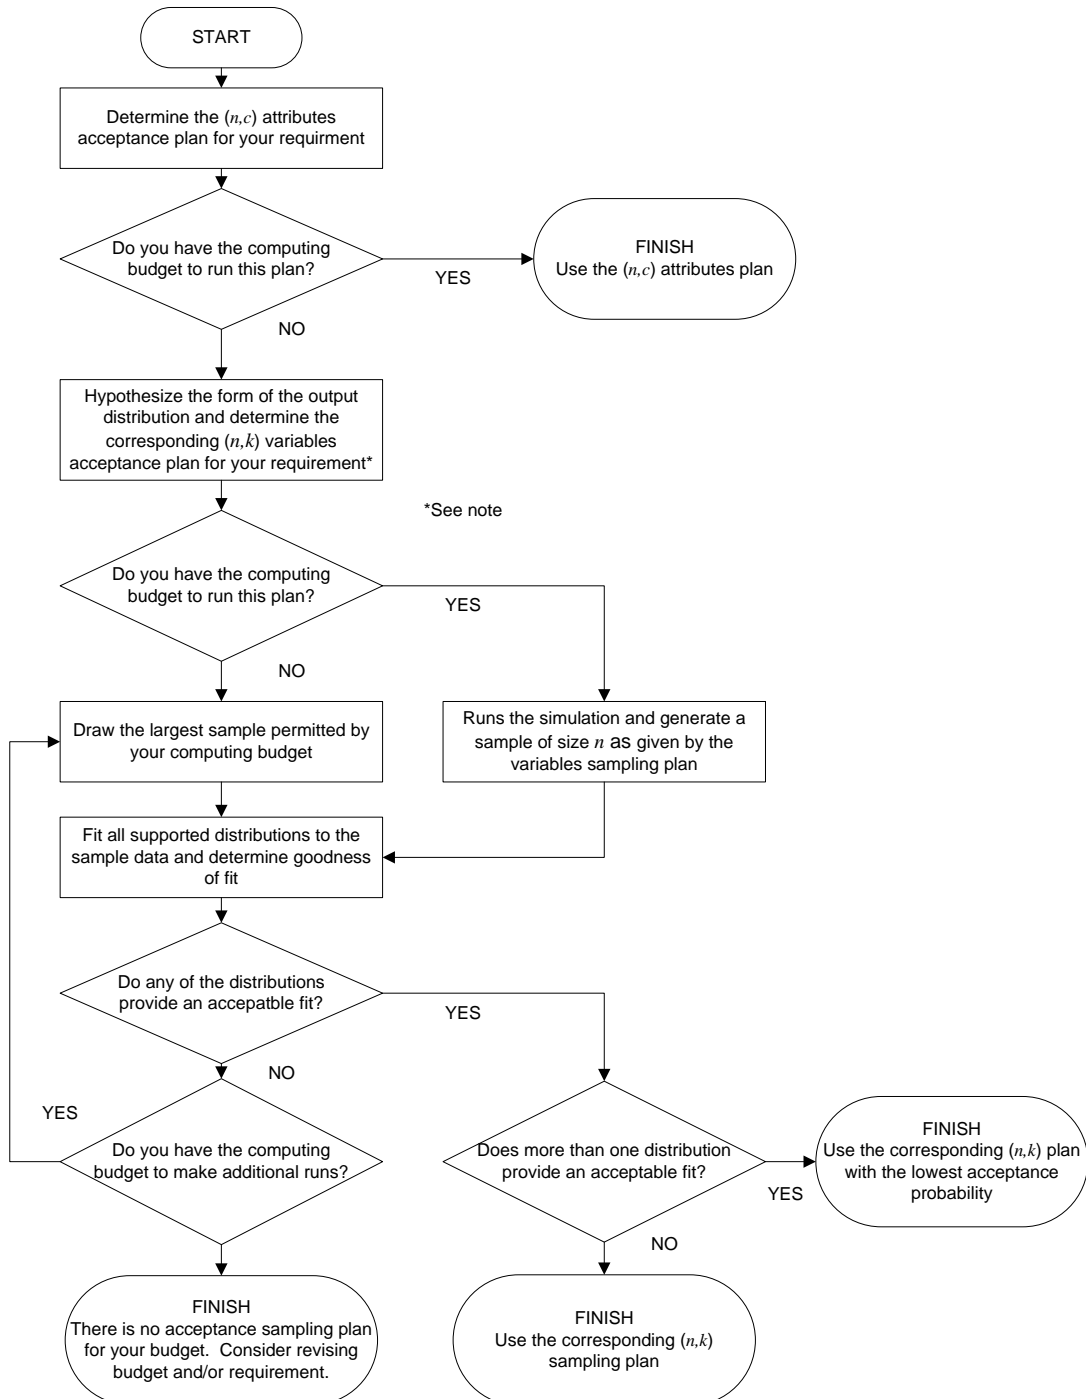 START
Determine the (n,c) attributes
acceptance plan for your requirment
Do you have the computing
budget to run this plan?
YES
FINISH
Use the (n,c) attributes plan
NO
Hypothesize the form of the output
distribution and determine the
corresponding (n,k) variables
acceptance plan for your requirement*
*See note
Do you have the computing
budget to run this plan?
YES
NO
Draw the largest sample permitted by
your computing budget
Runs the simulation and generate a
sample of size n as given by the
variables sampling plan
Fit all supported distributions to the
sample data and determine goodness
of fit
Do any of the distributions
provide an accepatble fit?
YES
NO
YES
Do you have the computing
budget to make additional runs?
Does more than one distribution
provide an acceptable fit?
YES
FINISH
Use the corresponding (n,k) plan
with the lowest acceptance
probability
NO
FINISH
There is no acceptance sampling plan
for your budget. Consider revising
budget and/or requirement.
FINISH
Use the corresponding (n,k)
sampling plan